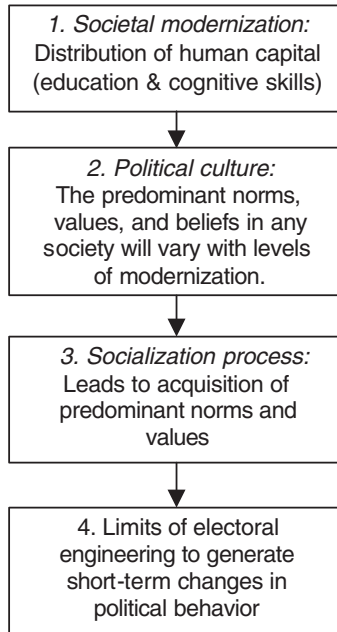 1. Societal modernization:
Distribution of human capital
(education & cognitive skills)
2. Political culture:
The predominant norms,
values, and beliefs in any
society will vary with levels
of modernization.
3. Socialization process:
Leads to acquisition of
predominant norms and
values
4. Limits of electoral
engineering to generate
short-term changes in
political behavior